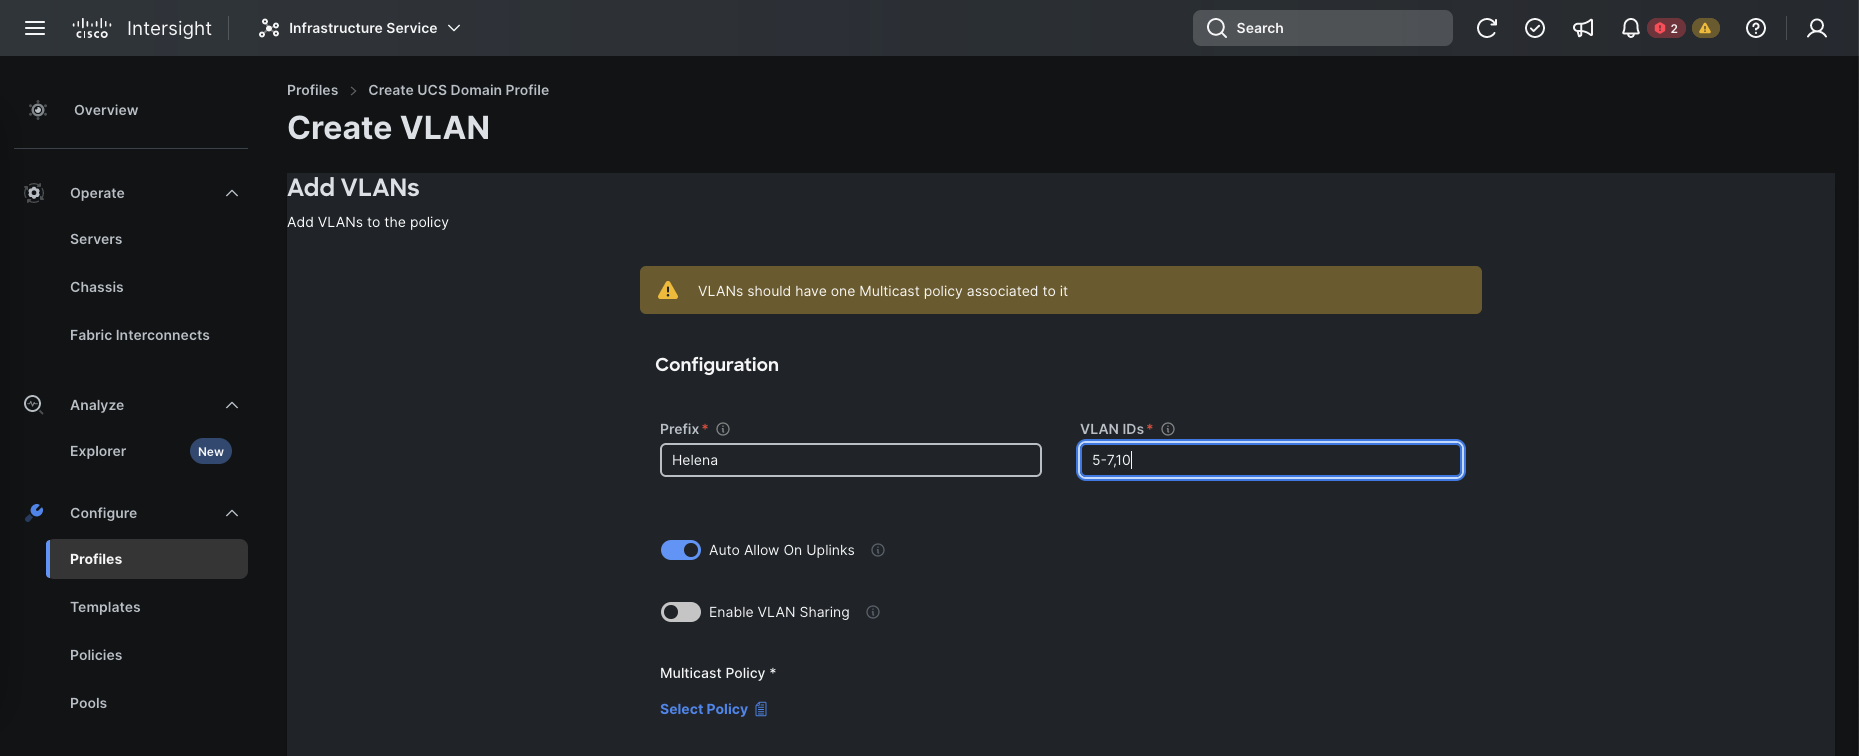 CISCO Intersight
Infrastructure Service
Search
2
Overview
Operate
Servers
Chassis
Fabric Interconnects
Analyze
Explorer New
Configure
Profiles
Templates
Policies
Pools
Profiles > Create UCS Domain Profile
Create VLAN
Add VLANs
Add VLANs to the policy
VLANs should have one Multicast policy associated to it
Configuration
Prefix * VLAN IDs *
Helena 5-7,10
Auto Allow On Uplinks
Enable VLAN Sharing
Multicast Policy *
Select Policy